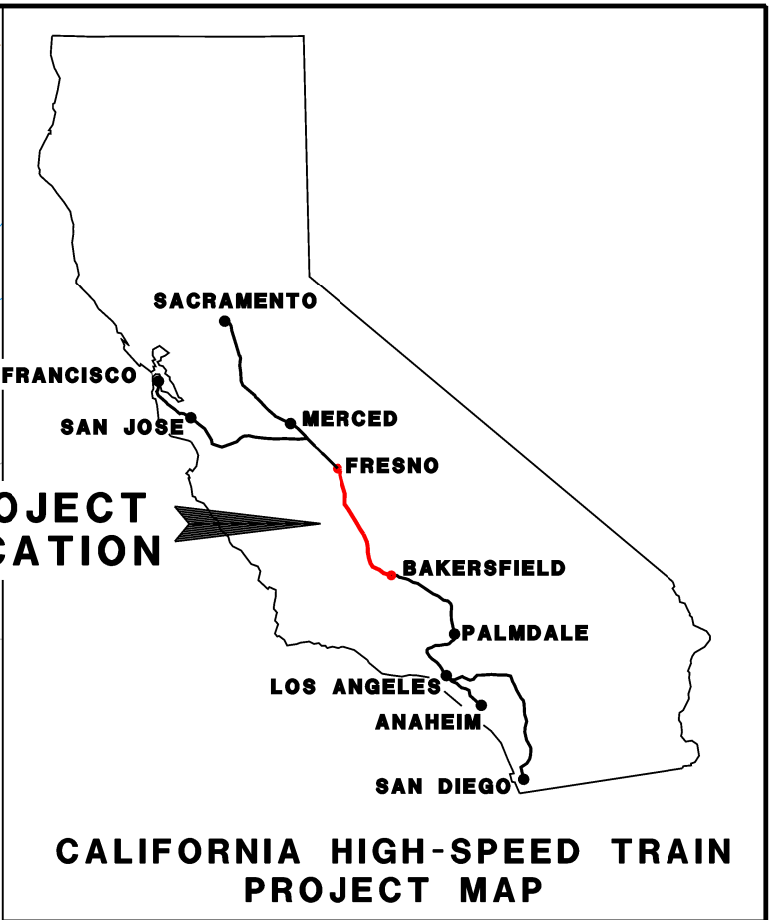 SACRAMENTO
FRANCISCO
SAN JOSE
MERCED
FRESNO
OJECT
CATION
BAKERSFIELD
PALMDALE
LOS ANGELES
ANAHEIM
SAN DIEGO
CALIFORNIA HIGH-SPEED TRAIN
PROJECT MAP